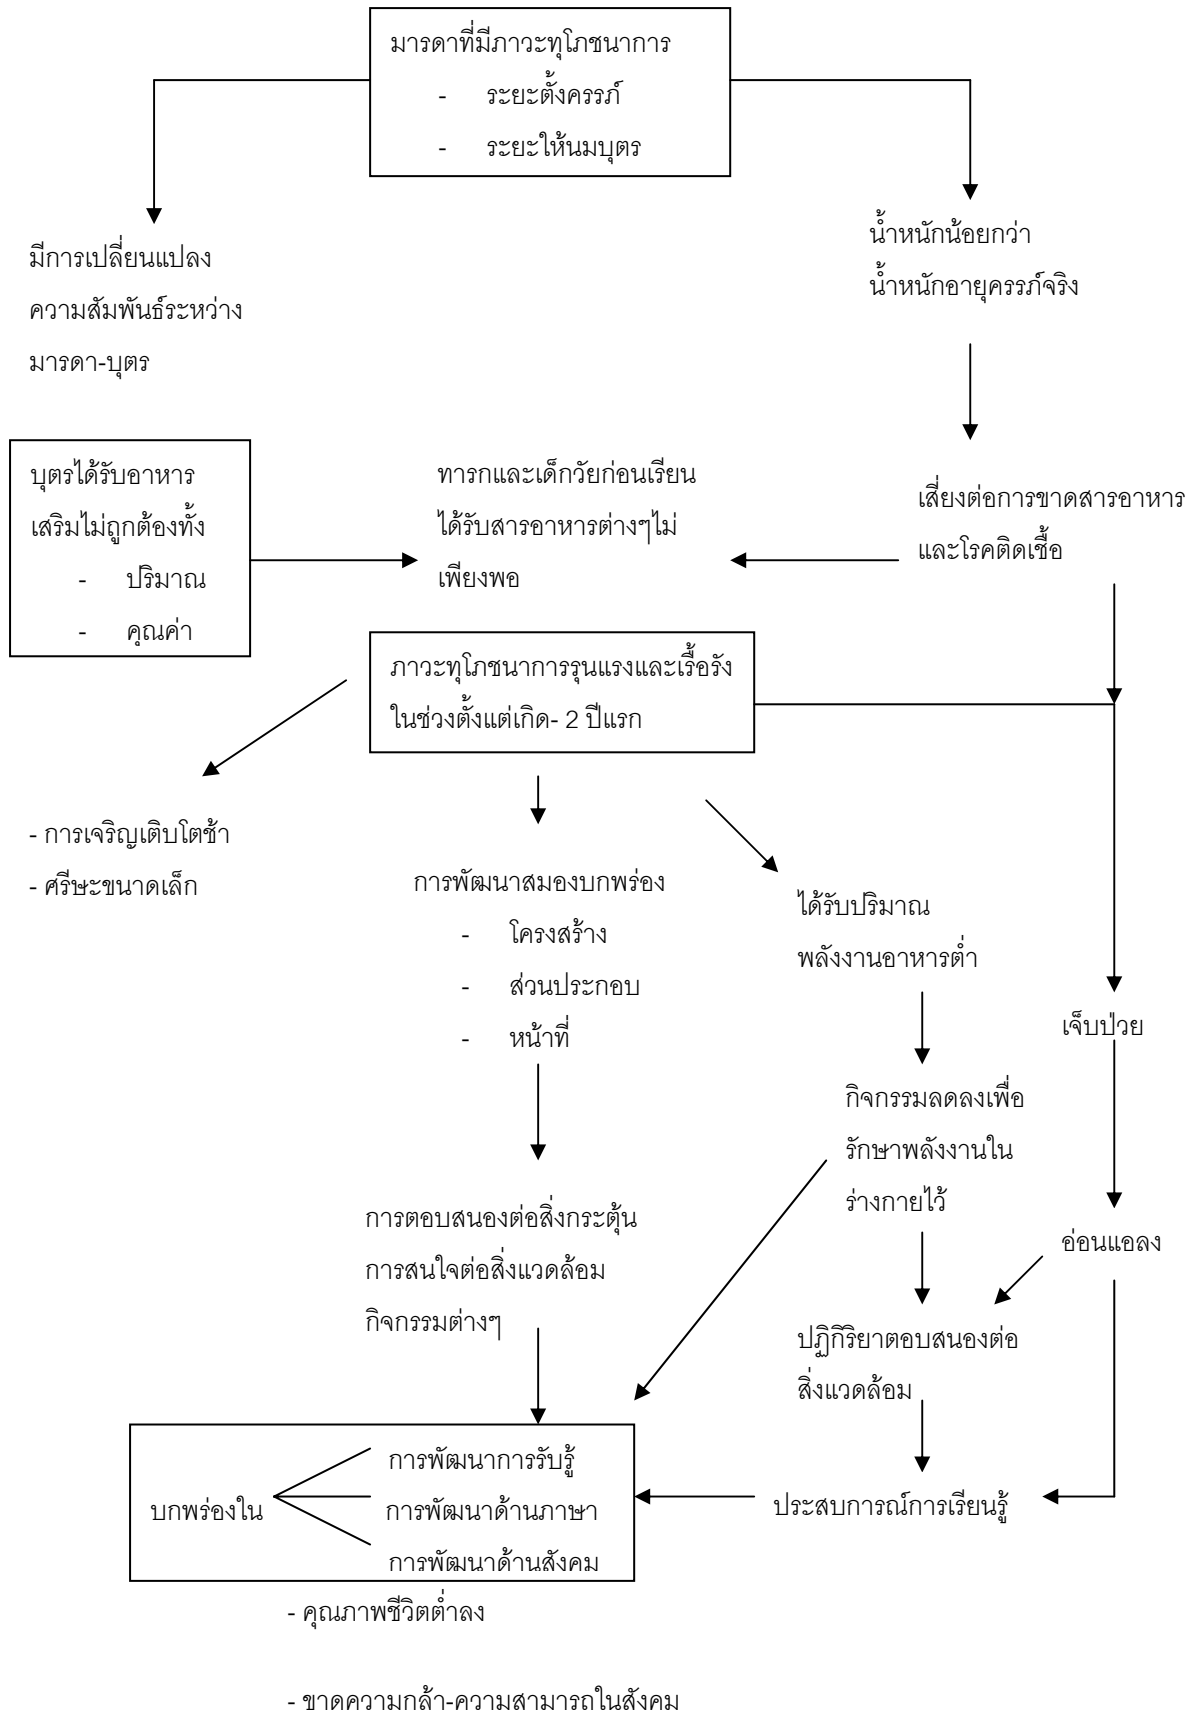 มารดาที่มีภาวะทุโภชนาการ
- ระยะตั้งครรภ์
- ระยะให้นมบุตร
น้ำหนักน้อยกว่า
น้ำหนักอายุครรภ์จริง
มีการเปลี่ยนแปลง
ความสัมพันธ์ระหว่าง
มารดา-บุตร
บุตรได้รับอาหาร
เสริมไม่ถูกต้องทั้ง
- ปริมาณ
- คุณค่า
ทารกและเด็กวัยก่อนเรียน
ได้รับสารอาหารต่างๆไม่
เพียงพอ
เสี่ยงต่อการขาดสารอาหาร
และโรคติดเชื้อ
ภาวะทุโภชนาการรุนแรงและเรื้อรัง
ในช่วงตั้งแต่เกิด- 2 ปีแรก
- การเจริญเติบโตช้า
- ศรีษะขนาดเล็ก
การพัฒนาสมองบกพร่อง
- โครงสร้าง
- ส่วนประกอบ
- หน้าที่
ได้รับปริมาณ
พลังงานอาหารต่ำ
เจ็บป่วย
กิจกรรมลดลงเพื่อ
รักษาพลังงานใน
ร่างกายไว้
การตอบสนองต่อสิ่งกระตุ้น
การสนใจต่อสิ่งแวดล้อม
กิจกรรมต่างๆ
อ่อนแอลง
ปฏิกิริยาตอบสนองต่อ
สิ่งแวดล้อม
บกพร่องใน
การพัฒนาการรับรู้
การพัฒนาด้านภาษา
การพัฒนาด้านสังคม
ประสบการณ์การเรียนรู้
- คุณภาพชีวิตต่ำลง
- ขาดความกล้า-ความสามารถในสังคม